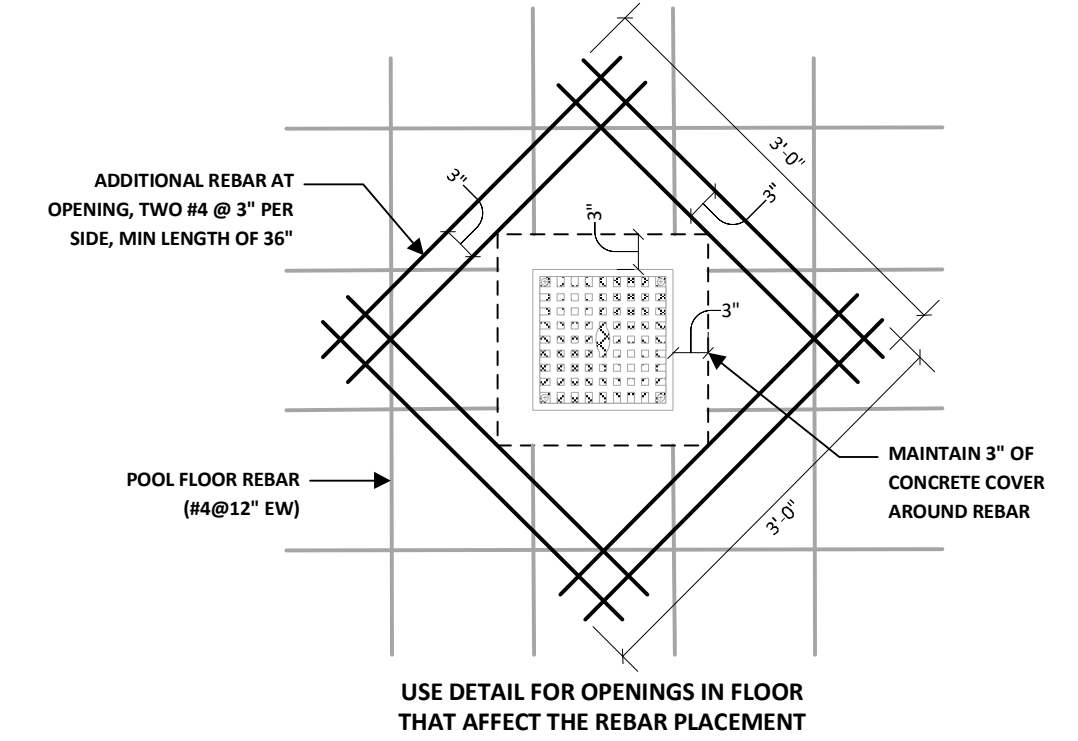 3'-0"
3"
3"
ADDITIONAL REBAR AT
OPENING, TWO #4 @ 3" PER
SIDE, MIN LENGTH OF 36"
3"
3"
MAINTAIN 3" OF
CONCRETE COVER
AROUND REBAR
POOL FLOOR REBAR
(#4@12" EW)
3'-0"
USE DETAIL FOR OPENINGS IN FLOOR
THAT AFFECT THE REBAR PLACEMENT